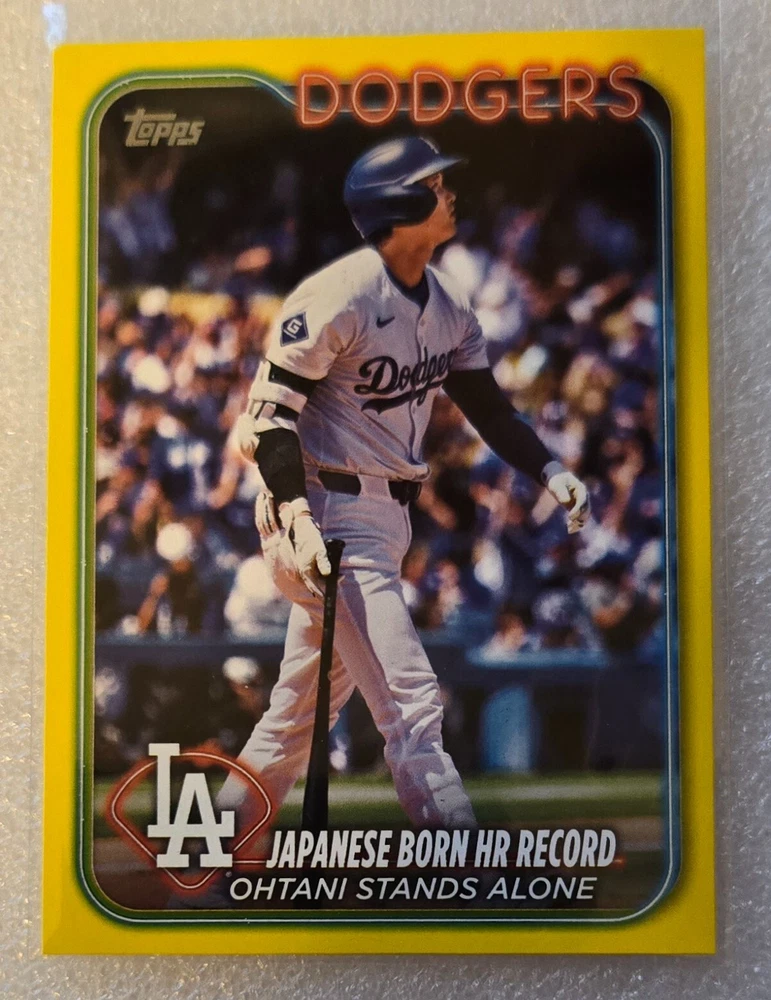 DODGERS
Topps
G
Dodgers
LA
JAPANESE BORN HR RECORD
OHTANI STANDS ALONE